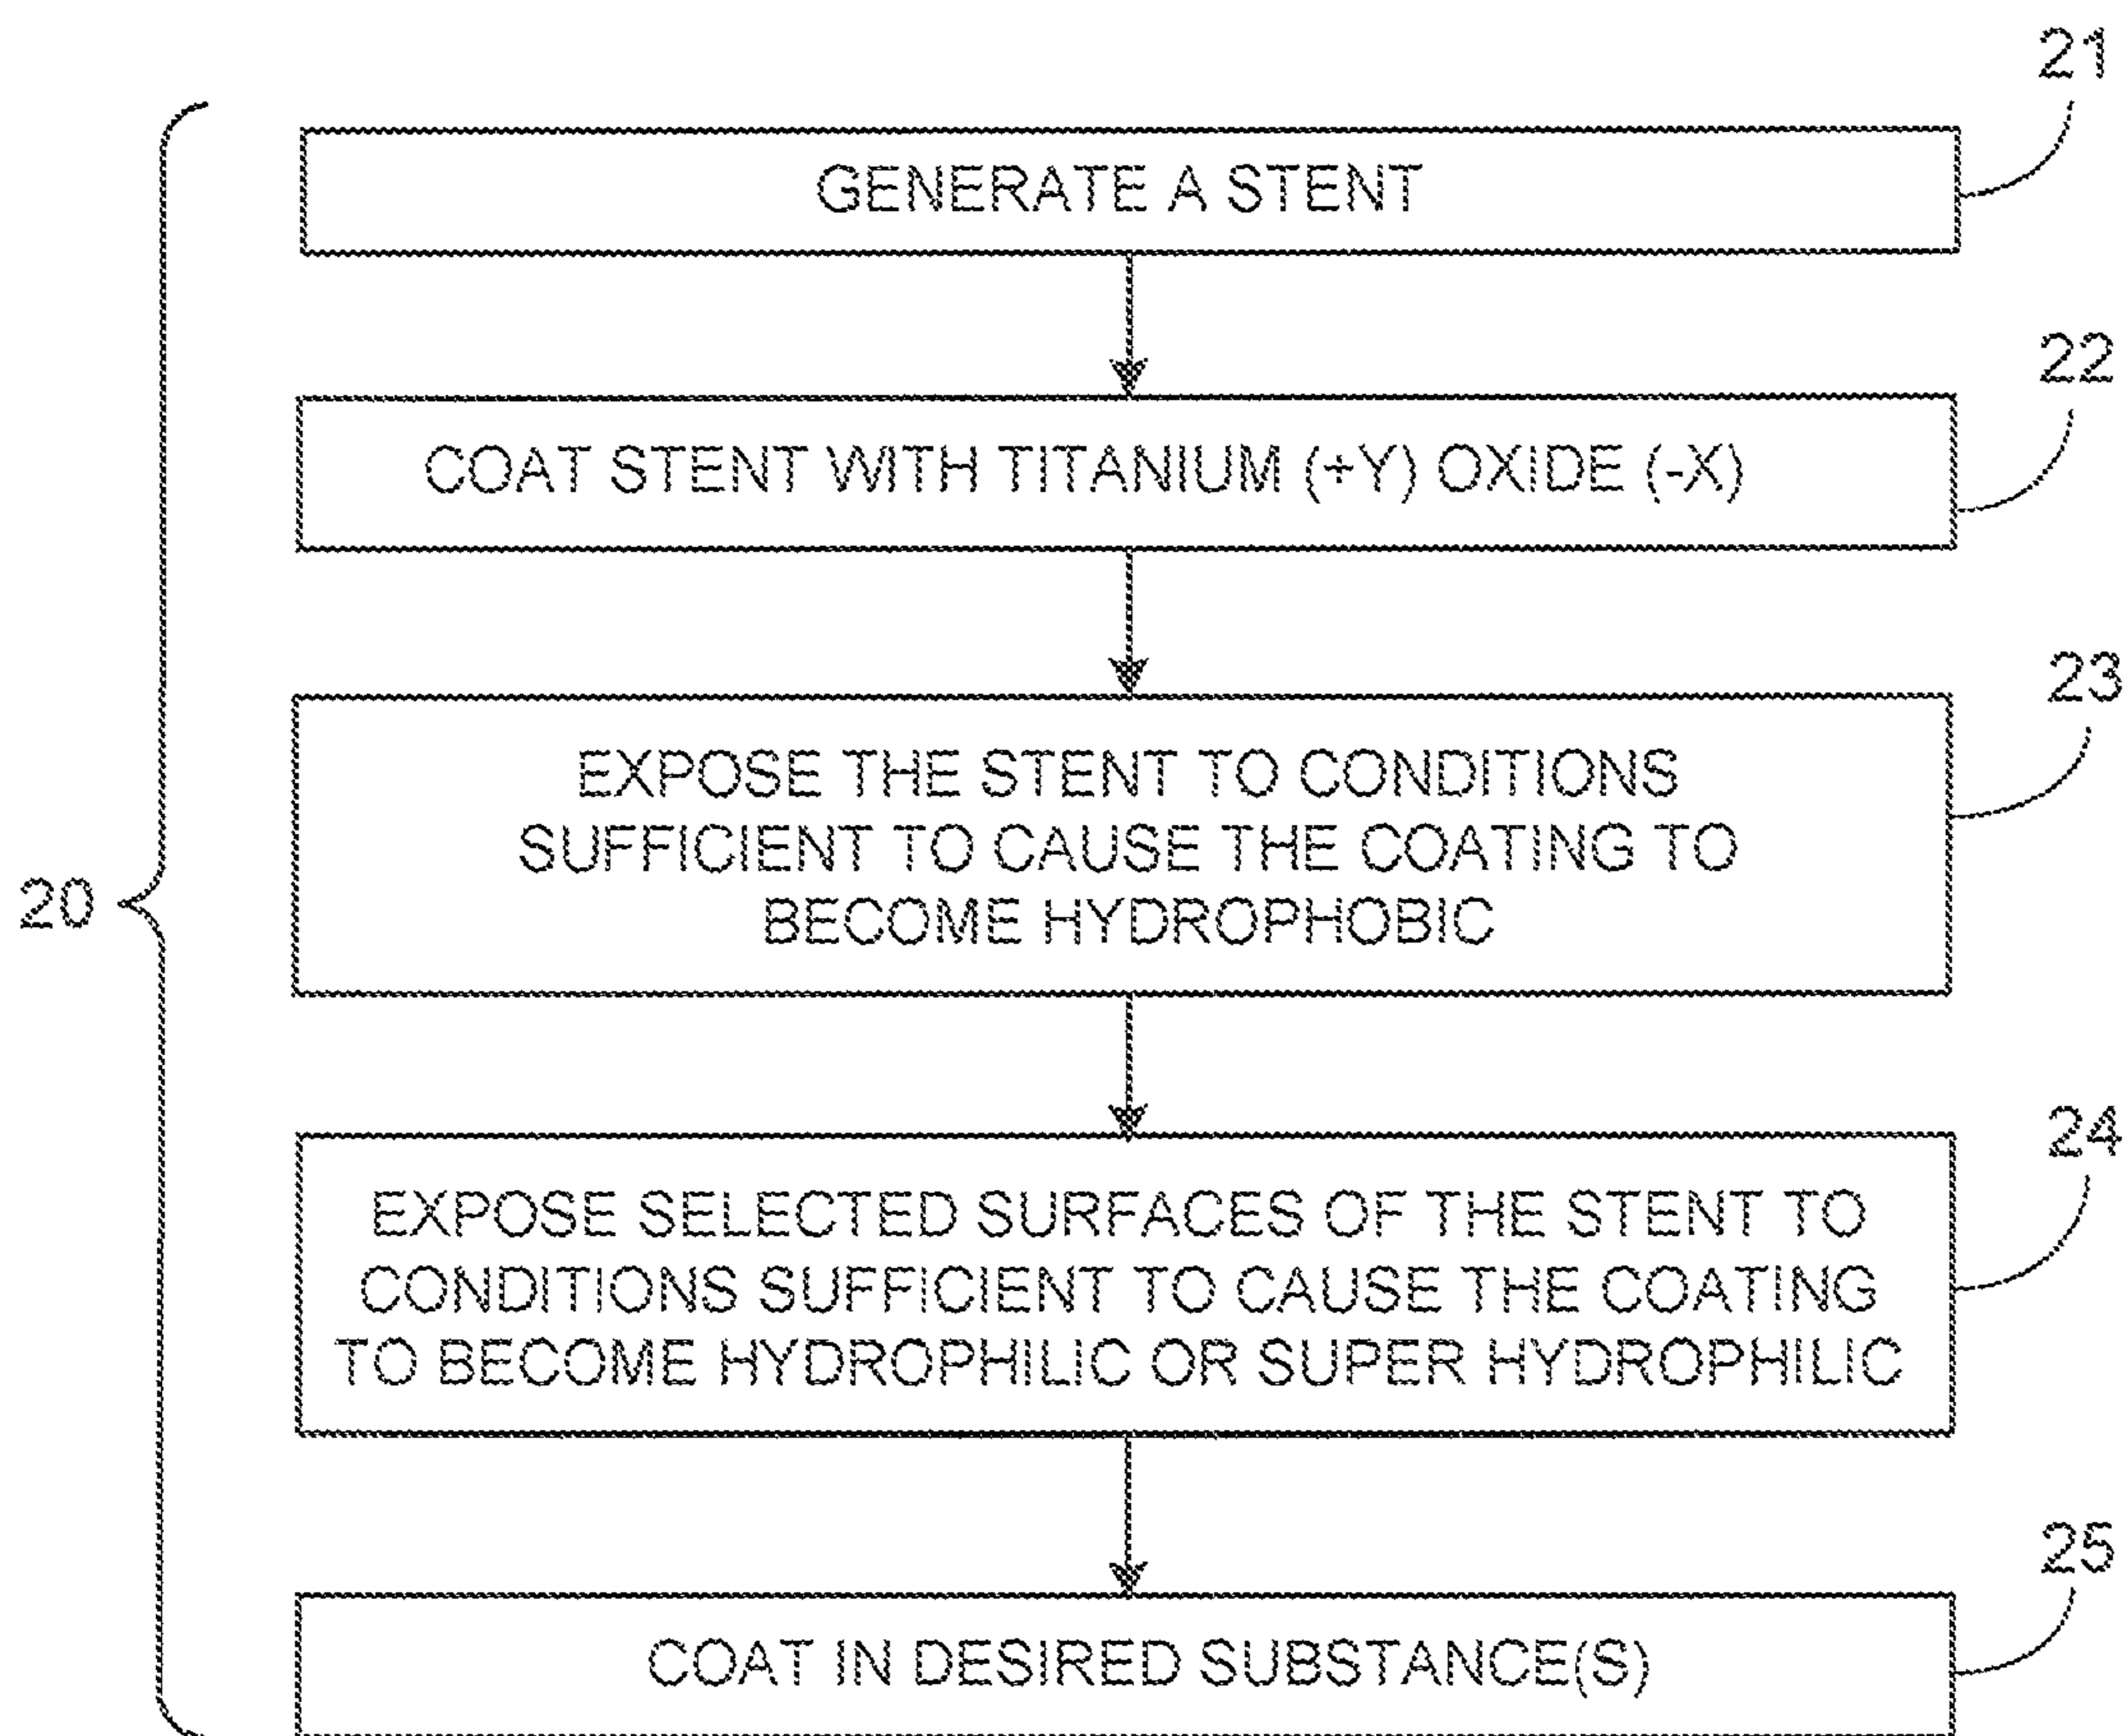 21
GENERATE A STENT
22
COAT STENT WITH TITANIUM (+Y) OXIDE (-X)
23
EXPOSE THE STENT TO CONDITIONS
SUFFICIENT TO CAUSE THE COATING TO
BECOME HYDROPHOBIC
20
24
EXPOSE SELECTED SURFACES OF THE STENT TO
CONDITIONS SUFFICIENT TO CAUSE THE COATING
TO BECOME HYDROPHILIC OR SUPER HYDROPHILIC
25
COAT IN DESIRED SUBSTANCE(S)